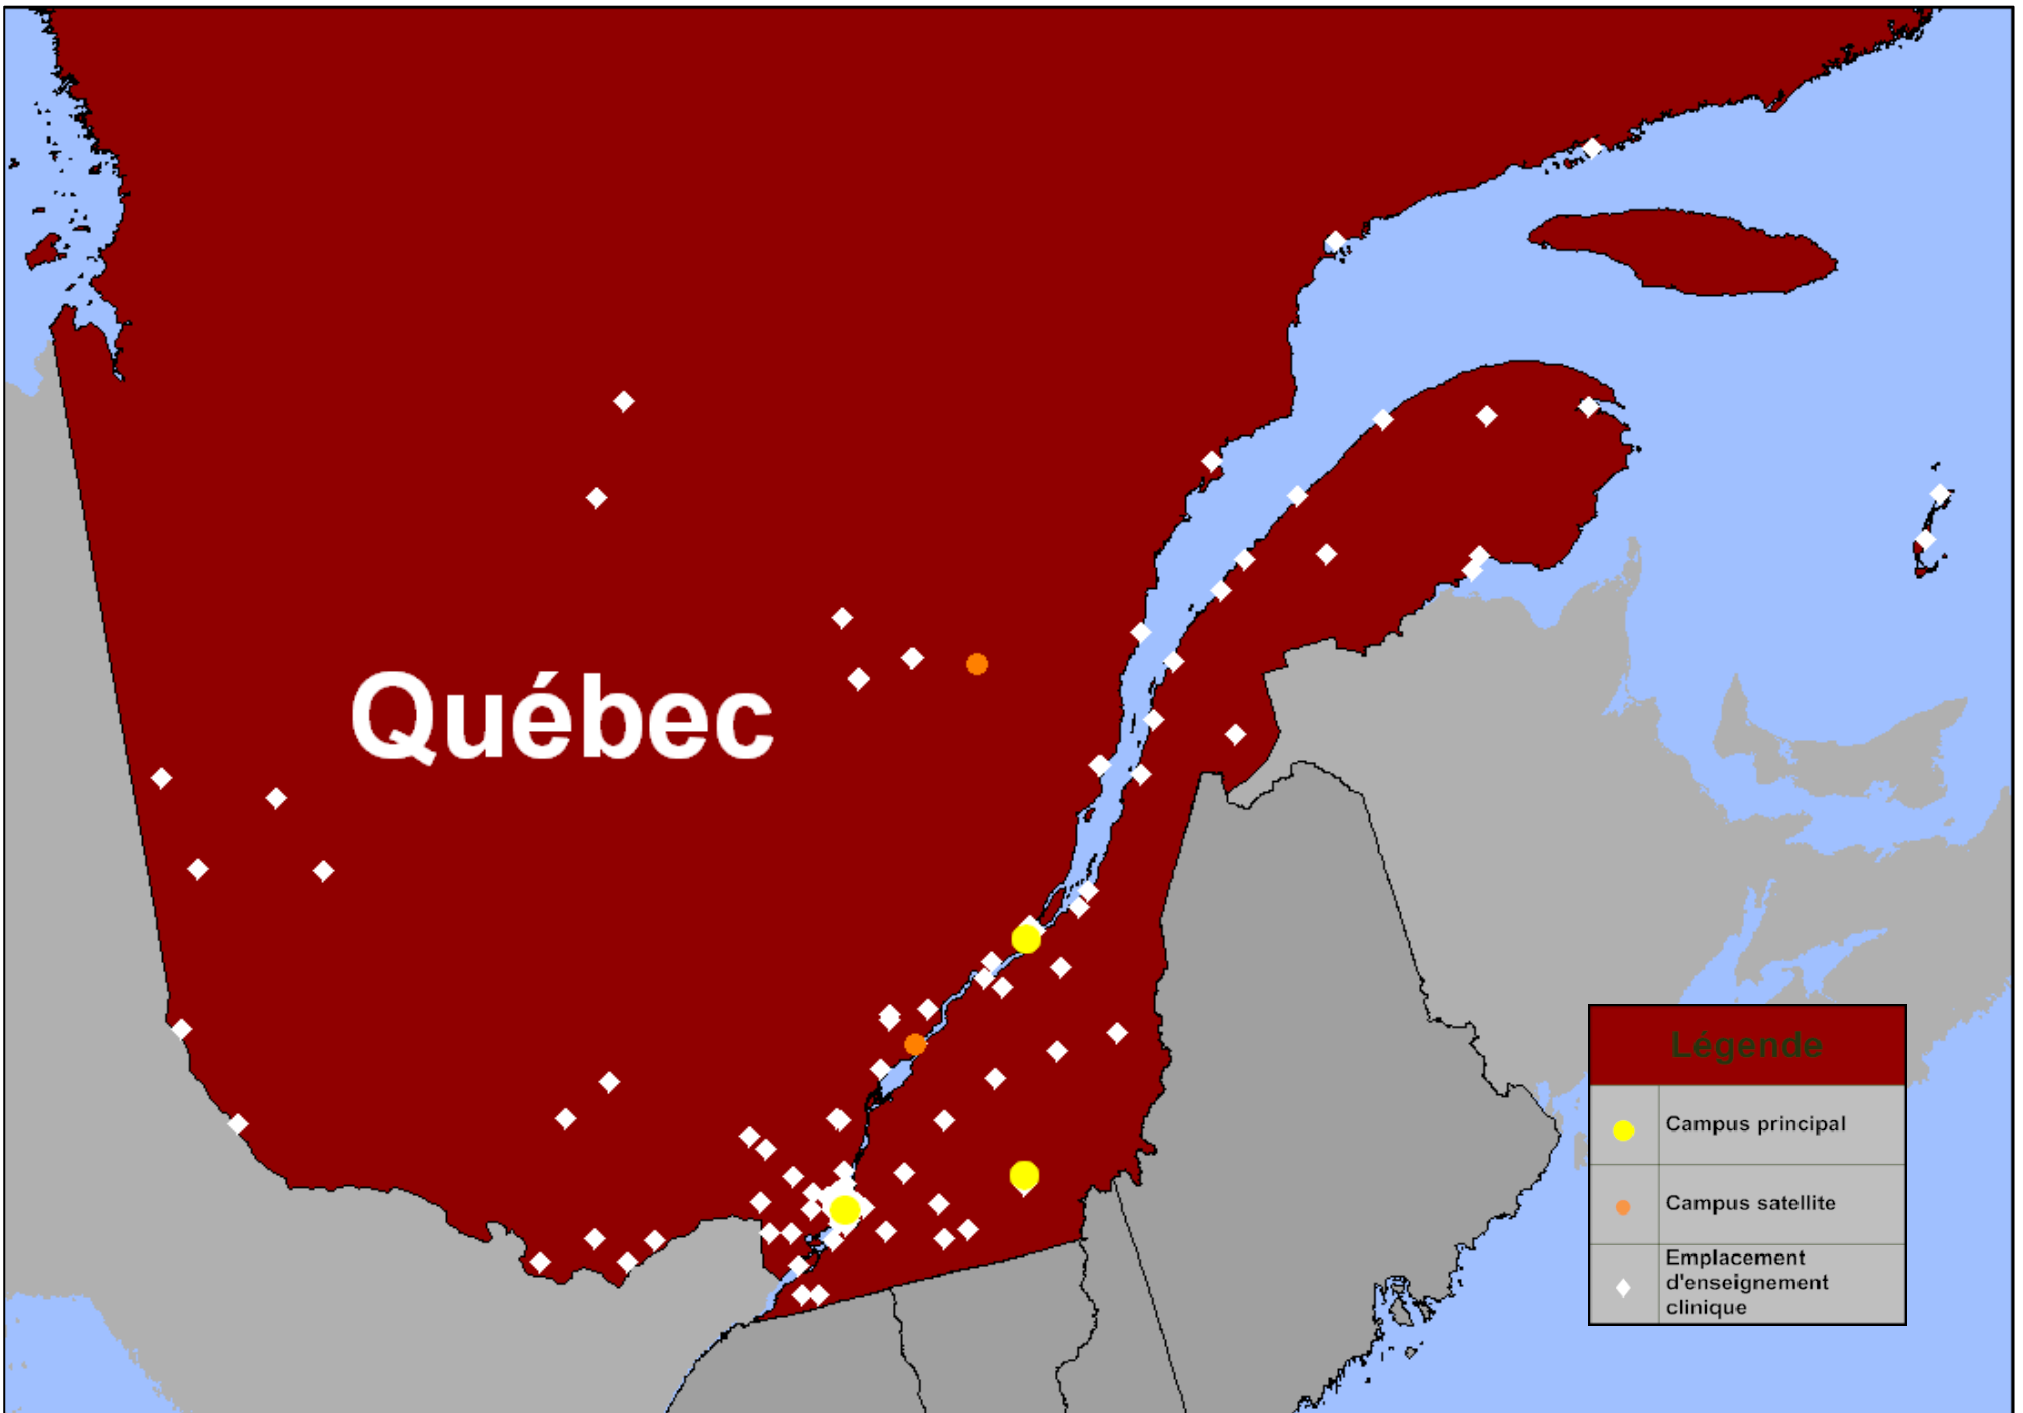 Québec
Légende
Campus principal
Campus satellite
Emplacement
d'enseignement
clinique